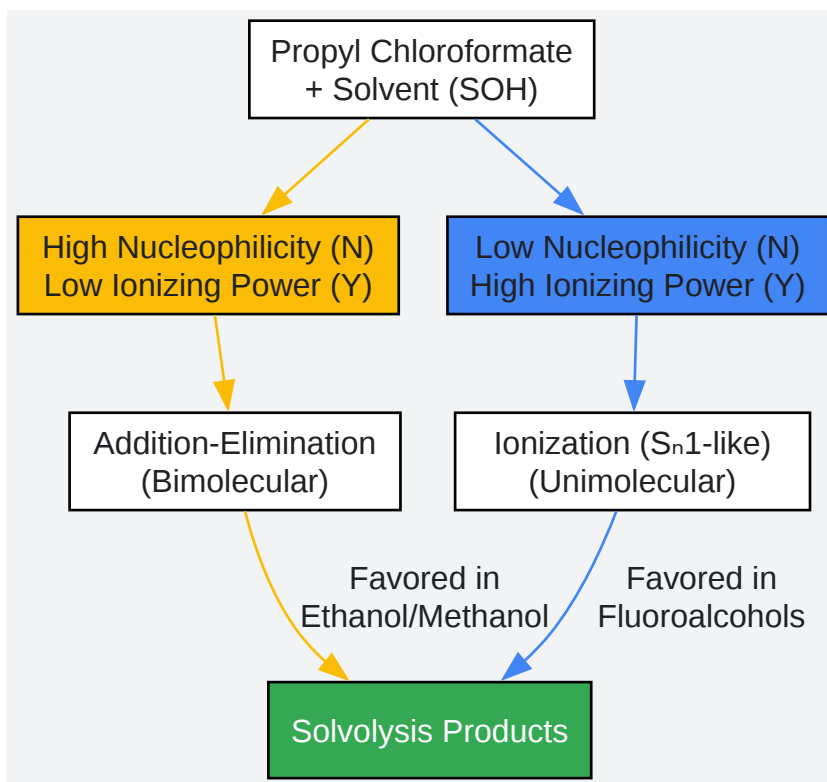 Propyl Chloroformate
+ Solvent (SOH)
High Nucleophilicity (N)
Low Ionizing Power (Y)
Low Nucleophilicity (N)
High Ionizing Power (Y)
Addition-Elimination
(Bimolecular)
Ionization (Sₙ1-like)
(Unimolecular)
Favored in
Ethanol/Methanol
Favored in
Fluoroalcohols
Solvolysis Products